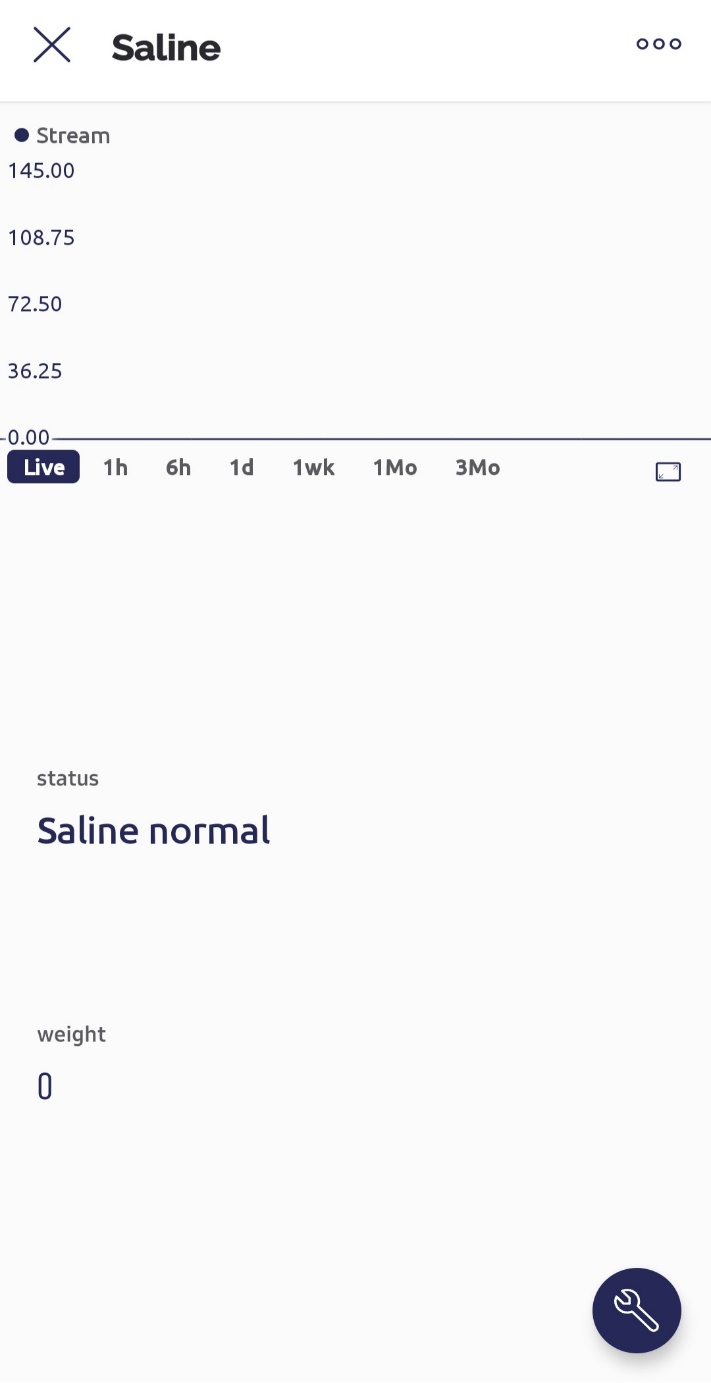 Saline
Stream
145.00
108.75
72.50
36.25
0.00
Live 1h 6h 1d 1wk 1Mo 3Mo
status
Saline normal
weight
0